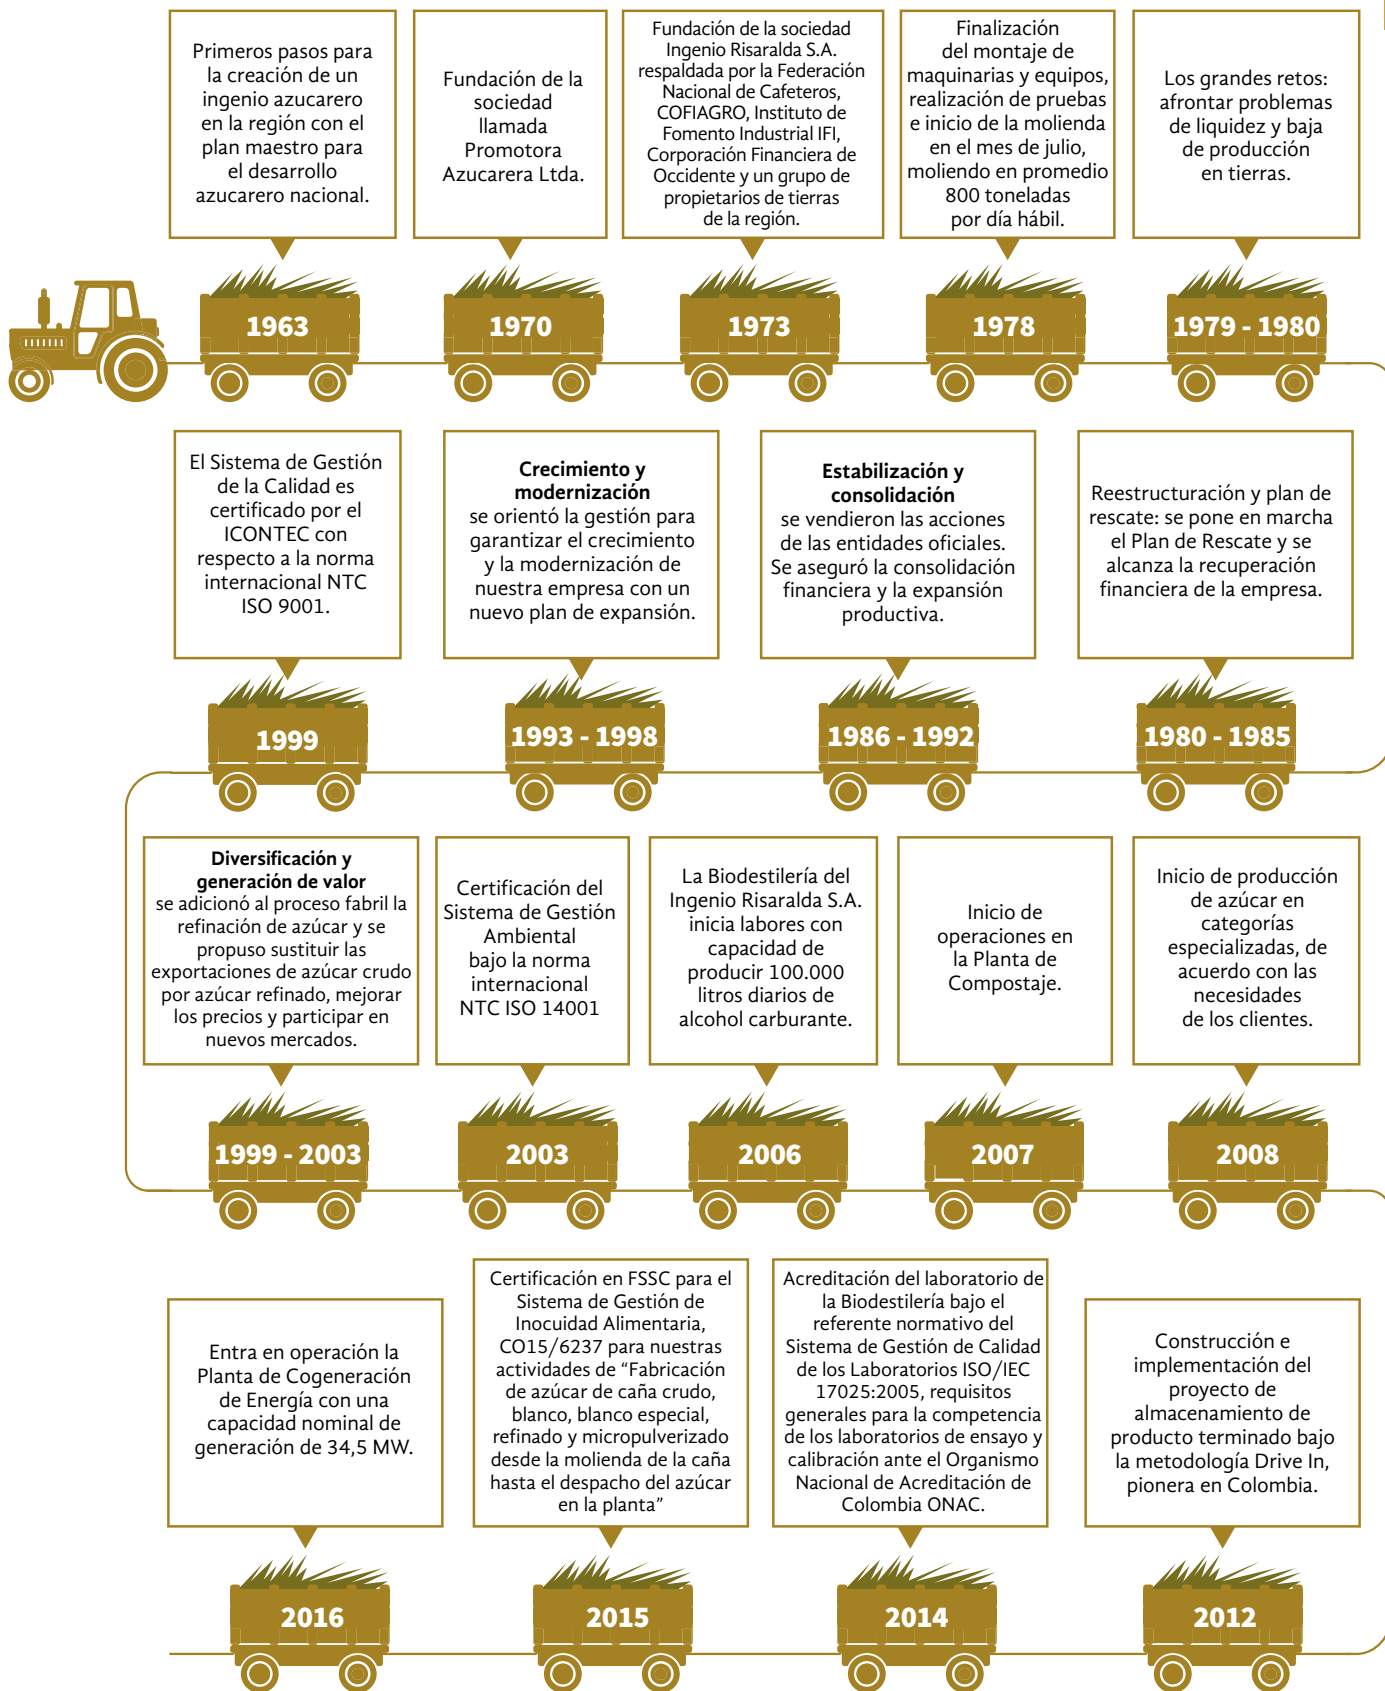 Primeros pasos para
la creación de un
ingenio azucarero
en la región con el
plan maestro para
el desarrollo
azucarero nacional.
1963
Fundación de la
sociedad
llamada
Promotora
Azucarera Ltda.
1970
Fundación de la sociedad
Ingenio Risaralda S.A.
respaldada por la Federación
Nacional de Cafeteros,
COFIAGRO, Instituto de
Fomento Industrial IFI,
Corporación Financiera de
Occidente y un grupo de
propietarios de tierras
de la región.
1973
Finalización
del montaje de
maquinarias y equipos,
realización de pruebas
e inicio de la molienda
en el mes de julio,
moliendo en promedio
800 toneladas
por día hábil.
1978
Los grandes retos:
afrontar problemas
de liquidez y baja
de producción
en tierras.
1979 - 1980
Reestructuración y plan de
rescate: se pone en marcha
el Plan de Rescate y se
alcanza la recuperación
financiera de la empresa.
1980 - 1985
Estabilización y
consolidación
se vendieron las acciones
de las entidades oficiales.
Se aseguró la consolidación
financiera y la expansión
productiva.
1986 - 1992
Crecimiento y
modernización
se orientó la gestión para
garantizar el crecimiento
y la modernización de
nuestra empresa con un
nuevo plan de expansión.
1993 - 1998
El Sistema de Gestión
de la Calidad es
certificado por el
ICONTEC con
respecto a la norma
internacional NTC
ISO 9001.
1999
Diversificación y
generación de valor
se adicionó al proceso fabril la
refinación de azúcar y se
propuso sustituir las
exportaciones de azúcar crudo
por azúcar refinado, mejorar
los precios y participar en
nuevos mercados.
1999 - 2003
Certificación del
Sistema de Gestión
Ambiental
bajo la norma
internacional
NTC ISO 14001
2003
La Biodestilería del
Ingenio Risaralda S.A.
inicia labores con
capacidad de
producir 100.000
litros diarios de
alcohol carburante.
2006
Inicio de
operaciones en
la Planta de
Compostaje.
2007
Inicio de producción
de azúcar en
categorías
especializadas, de
acuerdo con las
necesidades
de los clientes.
2008
Construcción e
implementación del
proyecto de
almacenamiento de
producto terminado bajo
la metodología Drive In,
pionera en Colombia.
2012
Acreditación del laboratorio de
la Biodestilería bajo el
referente normativo del
Sistema de Gestión de Calidad
de los Laboratorios ISO/IEC
17025:2005, requisitos
generales para la competencia
de los laboratorios de ensayo y
calibración ante el Organismo
Nacional de Acreditación de
Colombia ONAC.
2014
Certificación en FSSC para el
Sistema de Gestión de
Inocuidad Alimentaria,
CO15/6237 para nuestras
actividades de “Fabricación
de azúcar de caña crudo,
blanco, blanco especial,
refinado y micropulverizado
desde la molienda de la caña
hasta el despacho del azúcar
en la planta”
2015
Entra en operación la
Planta de Cogeneración
de Energía con una
capacidad nominal de
generación de 34,5 MW.
2016